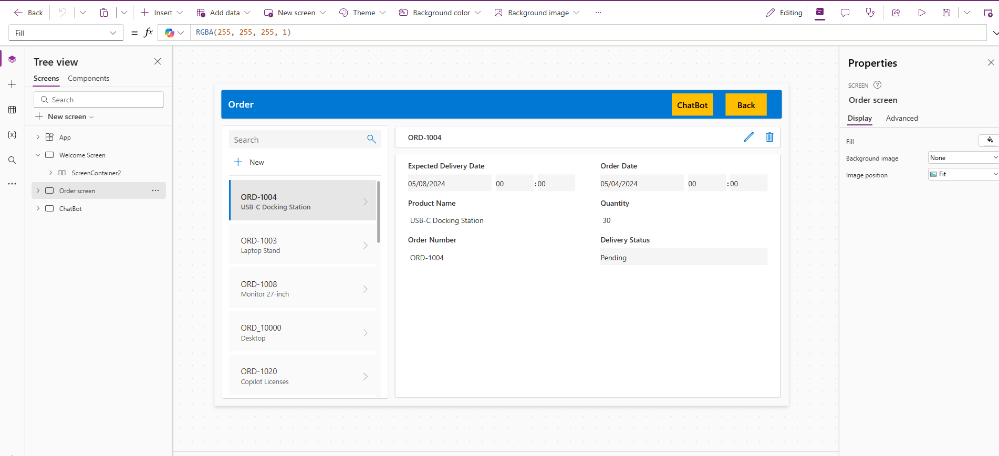 Back
Insert
Add data
New screen
Theme
Background color
Background image
...
Editing
Fill
= fx
RGBA(255, 255, 255, 1)
Tree view
Screens
Components
Search
New screen
App
Welcome Screen
ScreenContainer2
Order screen
...
ChatBot
{x}
Order
ChatBot
Back
Search
New
ORD-1004
USB-C Docking Station
ORD-1003
Laptop Stand
ORD-1008
Monitor 27-inch
ORD_10000
Desktop
ORD-1020
Copilot Licenses
ORD-1004
Expected Delivery Date
Order Date
05/08/2024 00 :00
05/04/2024 00 :00
Product Name
Quantity
USB-C Docking Station
30
Order Number
Delivery Status
ORD-1004
Pending
Properties
SCREEN
Order screen
Display
Advanced
Fill
Background image
None
Image position
Fit